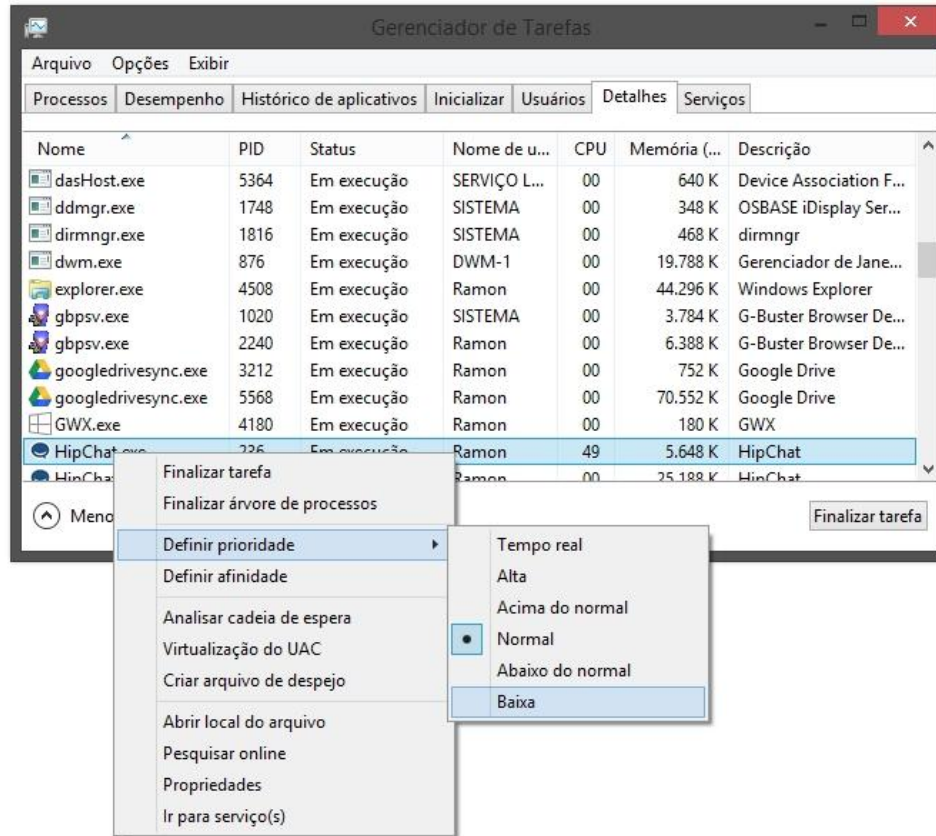 Gerenciador de Tarefas
Arquivo Opções Exibir
Processos Desempenho Histórico de aplicativos Inicializar Usuários Detalhes Serviços
Nome PID Status Nome de u... CPU Memória (... Descrição
dasHost.exe 5364 Em execução SERVIÇO L... 00 640 K Device Association F...
ddmgr.exe 1748 Em execução SISTEMA 00 348 K OSBASE iDisplay Ser...
dirmngr.exe 1816 Em execução SISTEMA 00 468 K dirmngr
dwm.exe 876 Em execução DWM-1 00 19.788 K Gerenciador de Jane...
explorer.exe 4508 Em execução Ramon 00 44.296 K Windows Explorer
gbpsv.exe 1020 Em execução SISTEMA 00 3.784 K G-Buster Browser De...
gbpsv.exe 2240 Em execução Ramon 00 6.388 K G-Buster Browser De...
googledrivesync.exe 3212 Em execução Ramon 00 752 K Google Drive
googledrivesync.exe 5568 Em execução Ramon 00 70.552 K Google Drive
GWX.exe 4180 Em execução Ramon 00 180 K GWX
HipChat.exe 236 Em execução Ramon 49 5.648 K HipChat
HipCha Ramon 00 25.188 K HipChat
Meno
Finalizar tarefa
Finalizar tarefa
Finalizar árvore de processos
Definir prioridade
Definir afinidade
Analisar cadeia de espera
Virtualização do UAC
Criar arquivo de despejo
Abrir local do arquivo
Pesquisar online
Propriedades
Ir para serviço(s)
Tempo real
Alta
Acima do normal
Normal
Abaixo do normal
Baixa